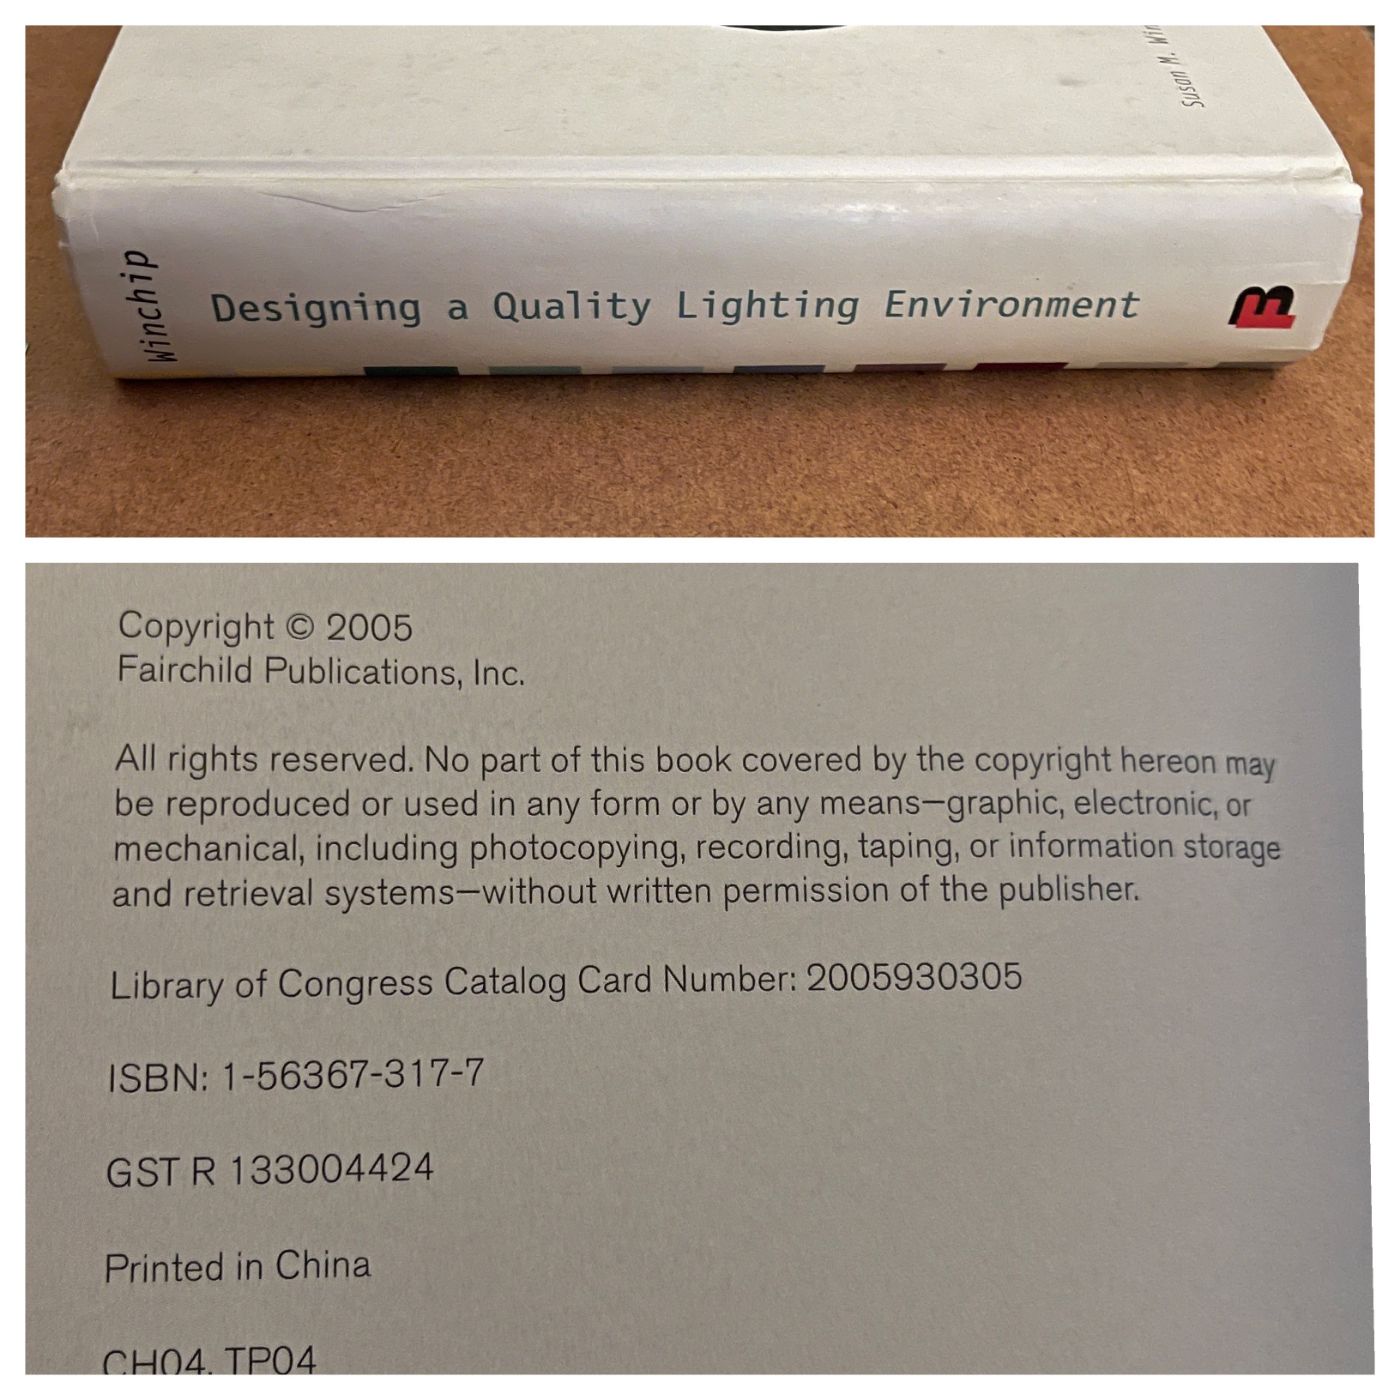 Susan M. Win
Winchip
Designing a Quality Lighting Environment
Copyright © 2005
Fairchild Publications, Inc.
All rights reserved. No part of this book covered by the copyright hereon may
be reproduced or used in any form or by any means—graphic, electronic, or
mechanical, including photocopying, recording, taping, or information storage
and retrieval systems—without written permission of the publisher.
Library of Congress Catalog Card Number: 2005930305
ISBN: 1-56367-317-7
GST R 133004424
Printed in China
CH04, TP04